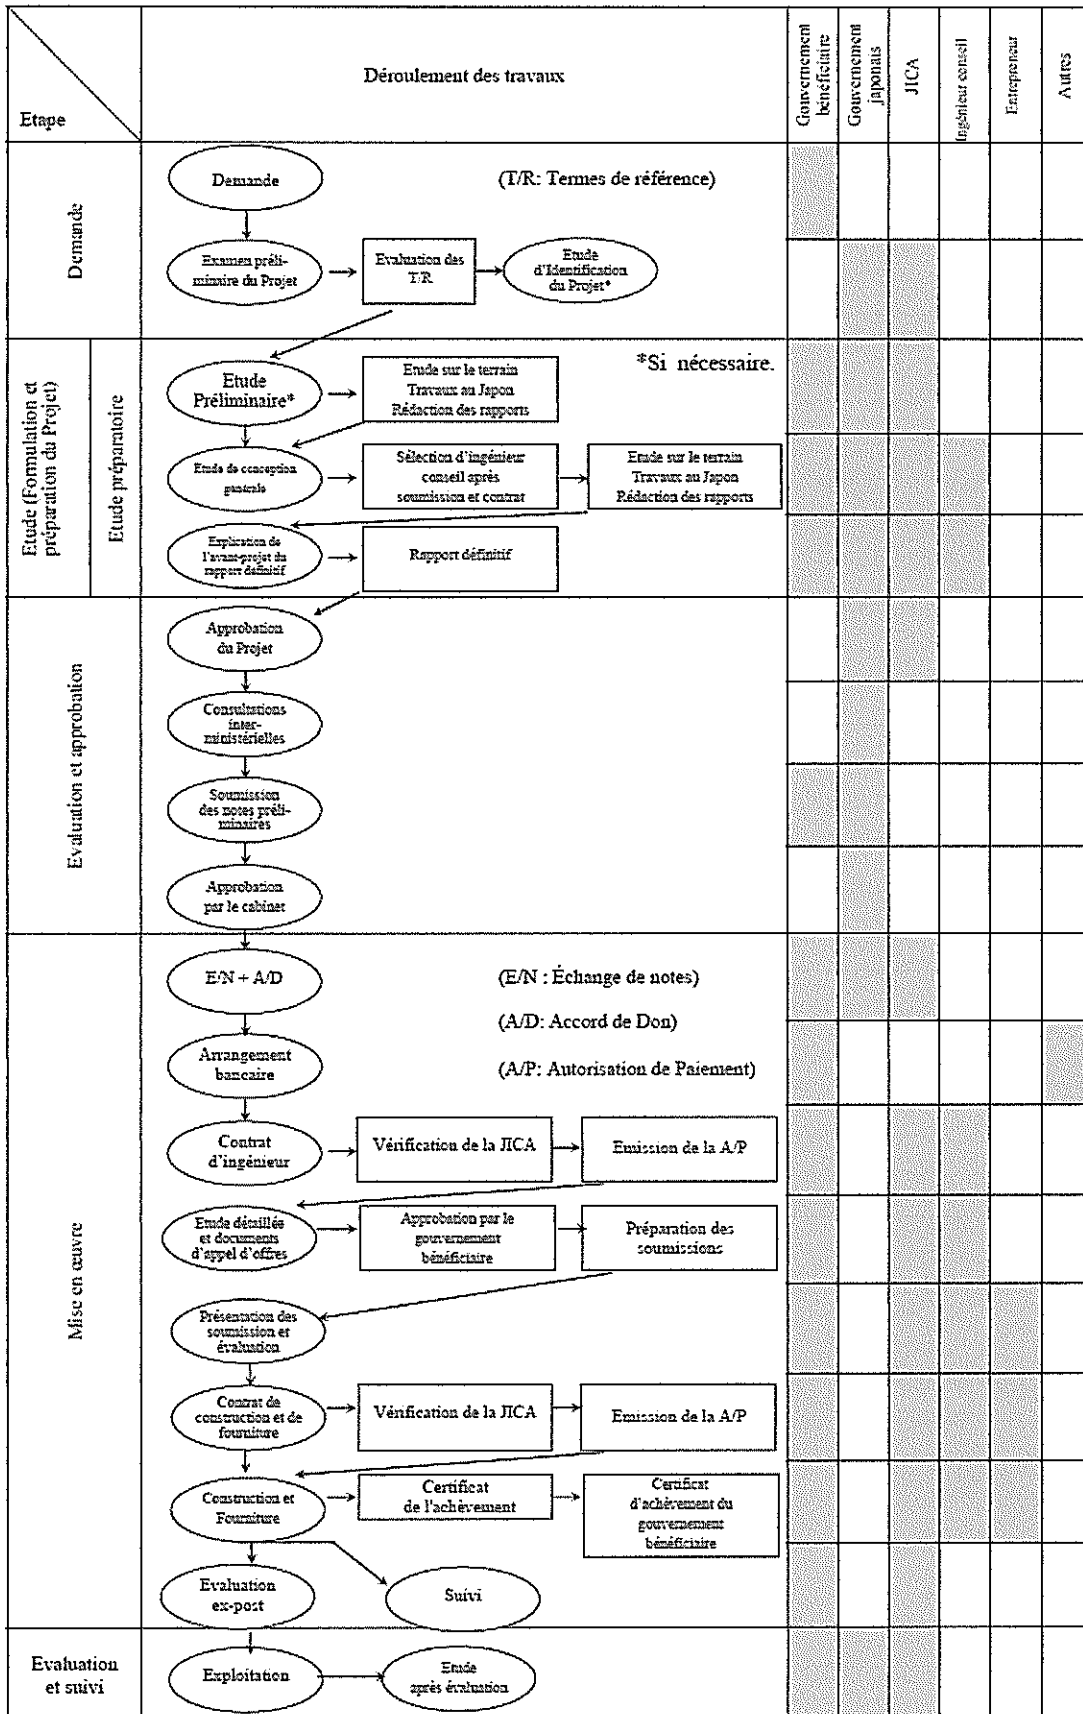 Etape
Déroulement des travaux
Gouvernement
bénéficiaire
Gouvernement
japonais
JICA
Ingénieur conseil
Entrepreneur
Autres
Demande
Demande
(T/R: Termes de référence)
Examen préli-
minaire du Projet
Evaluation des
T/R
Etude
d'Identification
du Projet*
Etude (Formulation et
préparation du Projet)
Etude préparatoire
Etude
Préliminaire*
Etude sur le terrain
Travaux au Japon
Rédaction des rapports
*Si nécessaire.
Etude de conception
générale
Sélection d'ingénieur
conseil après
soumission et contrat
Etude sur le terrain
Travaux au Japon
Rédaction des rapports
Explication de
l'avant-projet du
rapport définitif
Rapport définitif
Evaluation et approbation
Approbation
du Projet
Consultations
inter-
ministérielles
Soumission
des notes préli-
minaires
Approbation
par le cabinet
Mise en œuvre
E/N + A/D
(E/N : Échange de notes)
(A/D: Accord de Don)
Arrangement
bancaire
(A/P: Autorisation de Paiement)
Contrat
d'ingénieur
Vérification de la JICA
Emission de la A/P
Etude détaillée
et documents
d'appel d'offres
Approbation par le
gouvernement
bénéficiaire
Préparation des
soumissions
Présentation des
soumission et
évaluation
Contrat de
construction et de
fourniture
Vérification de la JICA
Emission de la A/P
Construction et
Fourniture
Certificat
de l'achèvement
Certificat
d'achèvement du
gouvernement
bénéficiaire
Evaluation
ex-post
Suivi
Evaluation
et suivi
Exploitation
Etude
après évaluation